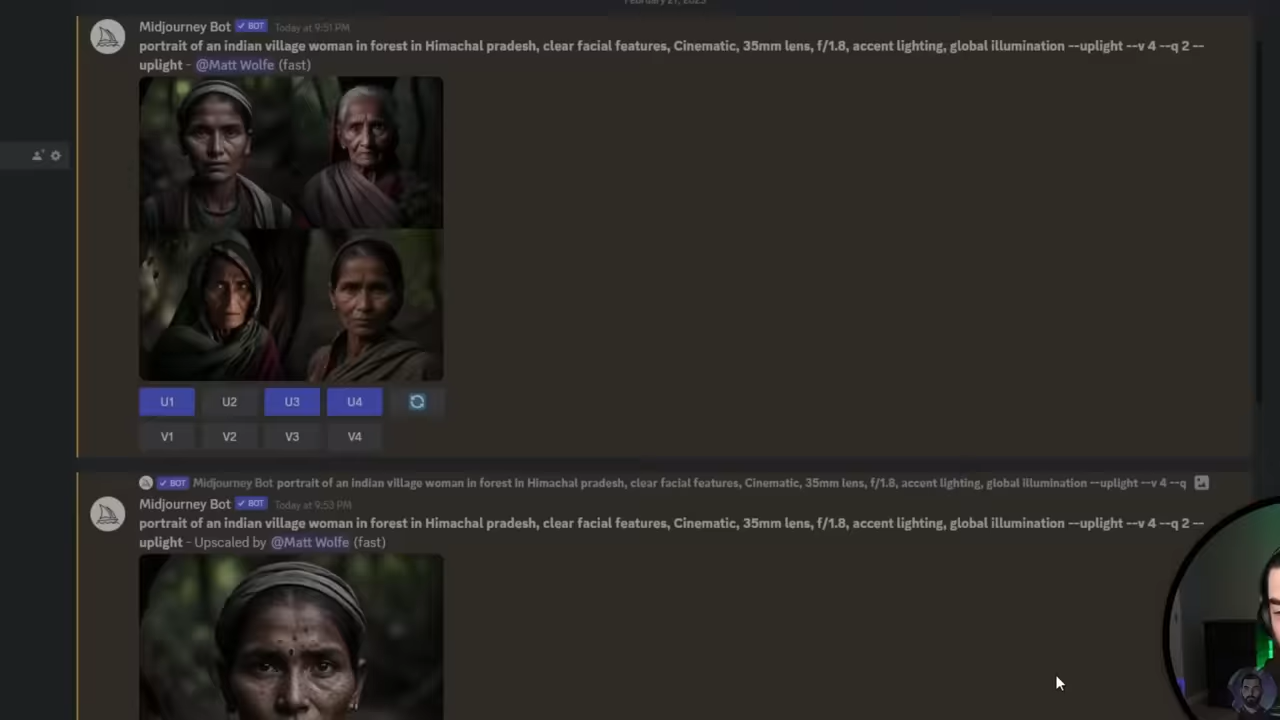 February 21, 2023
Midjourney Bot ✓ BOT Today at 9:51 PM
portrait of an indian village woman in forest in Himachal pradesh, clear facial features, Cinematic, 35mm lens, f/1.8, accent lighting, global illumination --uplight --v 4 --q 2 --
uplight - @Matt Wolfe (fast)
U1 U2 U3 U4
V1 V2 V3 V4
✓ BOT Midjourney Bot portrait of an indian village woman in forest in Himachal pradesh, clear facial features, Cinematic, 35mm lens, f/1.8, accent lighting, global illumination --uplight --v 4 --q
Midjourney Bot ✓ BOT Today at 9:53 PM
portrait of an indian village woman in forest in Himachal pradesh, clear facial features, Cinematic, 35mm lens, f/1.8, accent lighting, global illumination --uplight --v 4 --q 2 --
uplight - Upscaled by @Matt Wolfe (fast)